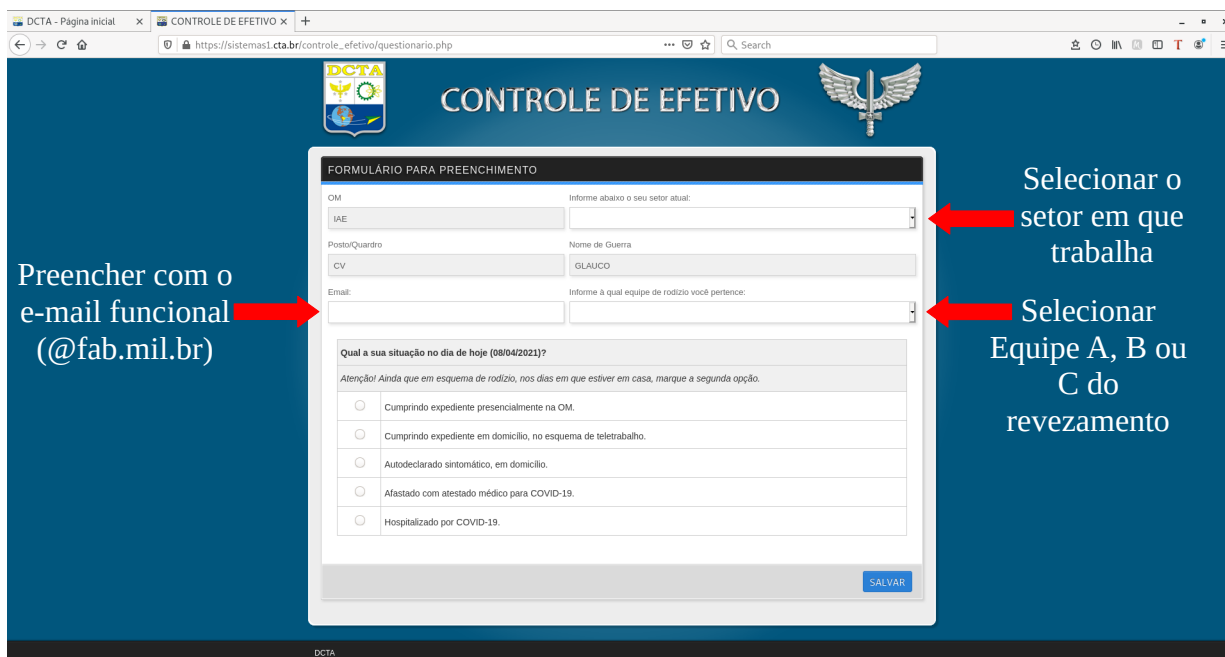 DCTA - Página inicial
CONTROLE DE EFETIVO
https://sistemas1.cta.br/controle_efetivo/questionario.php
Search
DCTA
CONTROLE DE EFETIVO
FORMULÁRIO PARA PREENCHIMENTO
OM
Informe abaixo o seu setor atual:
IAE
Posto/Quardro
Nome de Guerra
CV
GLAUCO
Email:
Informe à qual equipe de rodízio você pertence:
Qual a sua situação no dia de hoje (08/04/2021)?
Atenção! Ainda que em esquema de rodízio, nos dias em que estiver em casa, marque a segunda opção.
Cumprindo expediente presencialmente na OM.
Cumprindo expediente em domicílio, no esquema de teletrabalho.
Autodeclarado sintomático, em domicílio.
Afastado com atestado médico para COVID-19.
Hospitalizado por COVID-19.
SALVAR
Preencher com o
e-mail funcional
(@fab.mil.br)
Selecionar o
setor em que
trabalha
Selecionar
Equipe A, B ou
C do
revezamento
DCTA